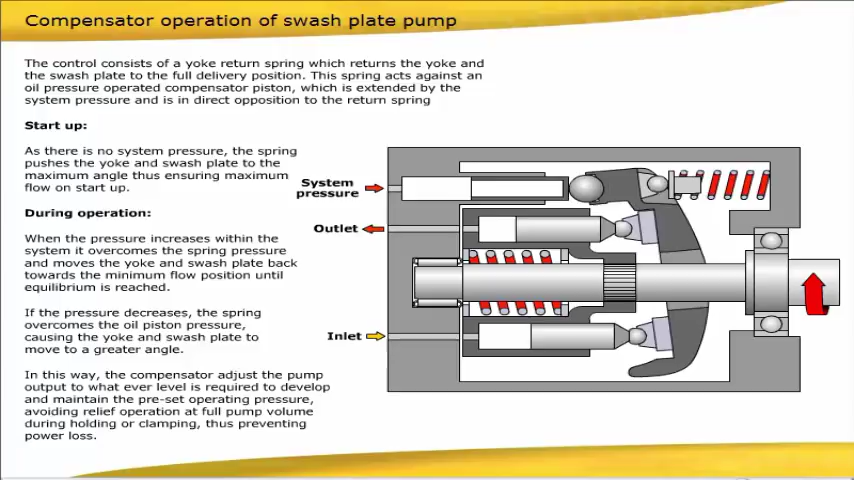 Compensator operation of swash plate pump
The control consists of a yoke return spring which returns the yoke and
the swash plate to the full delivery position. This spring acts against an
oil pressure operated compensator piston, which is extended by the
system pressure and is in direct opposition to the return spring
Start up:
As there is no system pressure, the spring
pushes the yoke and swash plate to the
maximum angle thus ensuring maximum
flow on start up.
During operation:
When the pressure increases within the
system it overcomes the spring pressure
and moves the yoke and swash plate back
towards the minimum flow position until
equilibrium is reached.
If the pressure decreases, the spring
overcomes the oil piston pressure,
causing the yoke and swash plate to
move to a greater angle.
In this way, the compensator adjust the pump
output to what ever level is required to develop
and maintain the pre-set operating pressure,
avoiding relief operation at full pump volume
during holding or clamping, thus preventing
power loss.
System
pressure
Outlet
Inlet